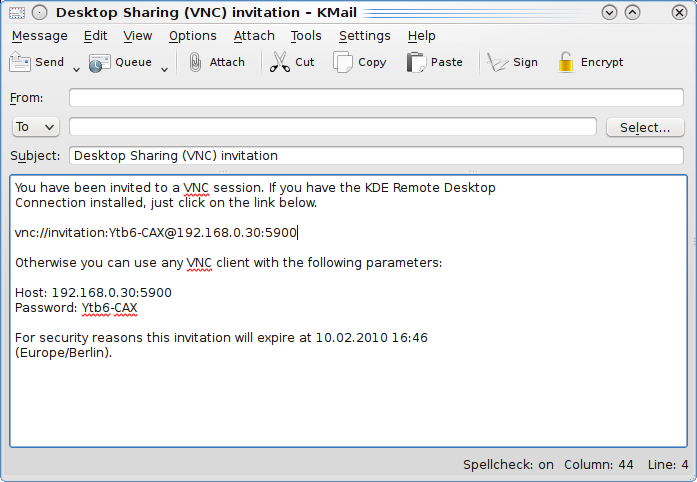 Desktop Sharing (VNC) invitation – KMail
Message Edit View Options Attach Tools Settings Help
Send Queue Attach Cut Copy Paste Sign Encrypt
From:
To Select...
Subject: Desktop Sharing (VNC) invitation
You have been invited to a VNC session. If you have the KDE Remote Desktop
Connection installed, just click on the link below.
vnc://invitation:Ytb6-CAX@192.168.0.30:5900
Otherwise you can use any VNC client with the following parameters:
Host: 192.168.0.30:5900
Password: Ytb6-CAX
For security reasons this invitation will expire at 10.02.2010 16:46
(Europe/Berlin).
Spellcheck: on Column: 44 Line: 4